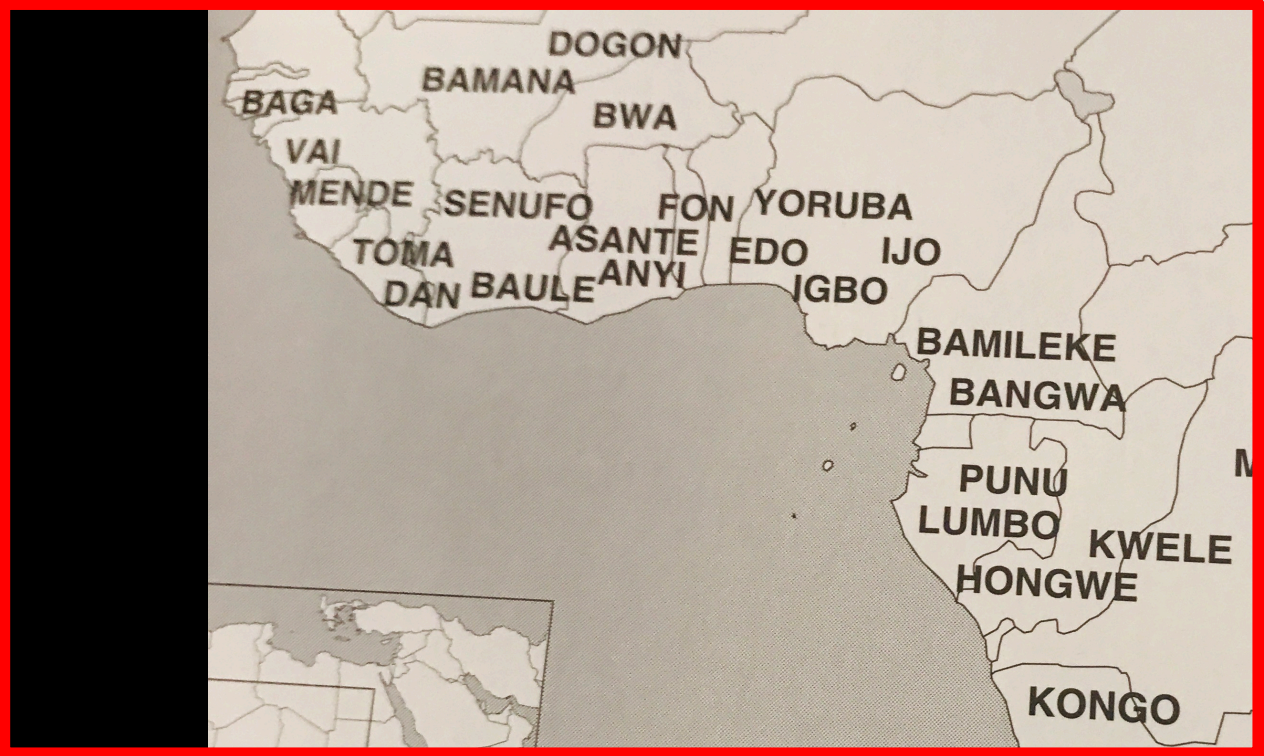 DOGON
BAMANA
BAGA
BWA
VAI
MENDE
SENUFO
FON
YORUBA
ASANTE
TOMA
EDO
IJO
ANYI
DAN
BAULE
IGBO
BAMILEKE
BANGWA
PUNU
LUMBO
KWELE
HONGWE
KONGO